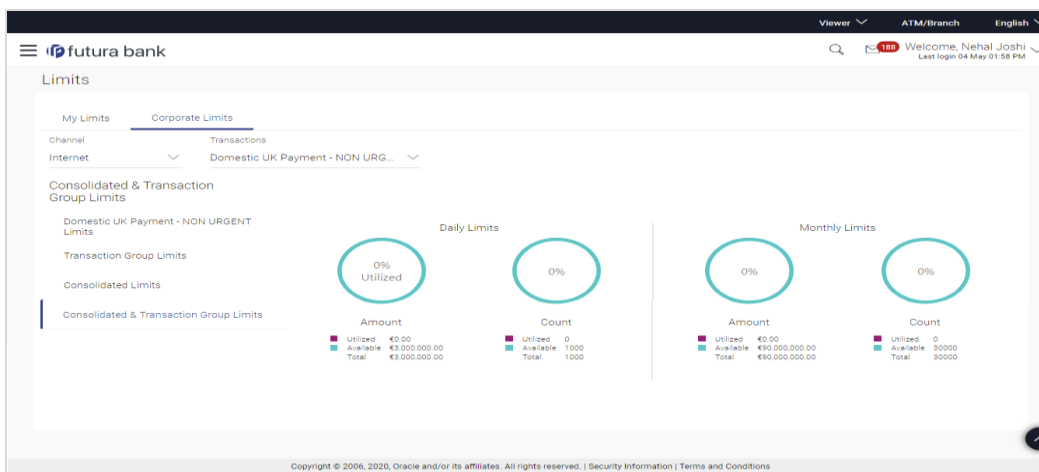 Viewer ATM/Branch English
futura bank
188 Welcome, Nehal Joshi
Last login 04 May 01:58 PM
Limits
My Limits Corporate Limits
Channel Transactions
Internet Domestic UK Payment - NON URG...
Consolidated & Transaction
Group Limits
Domestic UK Payment - NON URGENT
Limits
Transaction Group Limits
Consolidated Limits
Consolidated & Transaction Group Limits
Daily Limits
0%
Utilized
0%
Amount
Utilized €0.00
Available €3,000,000.00
Total €3,000,000.00
Count
Utilized 0
Available 1000
Total 1000
Monthly Limits
0%
0%
Amount
Utilized €0.00
Available €90,000,000.00
Total €90,000,000.00
Count
Utilized 0
Available 30000
Total 30000
Copyright © 2006, 2020, Oracle and/or its affiliates. All rights reserved. | Security Information | Terms and Conditions